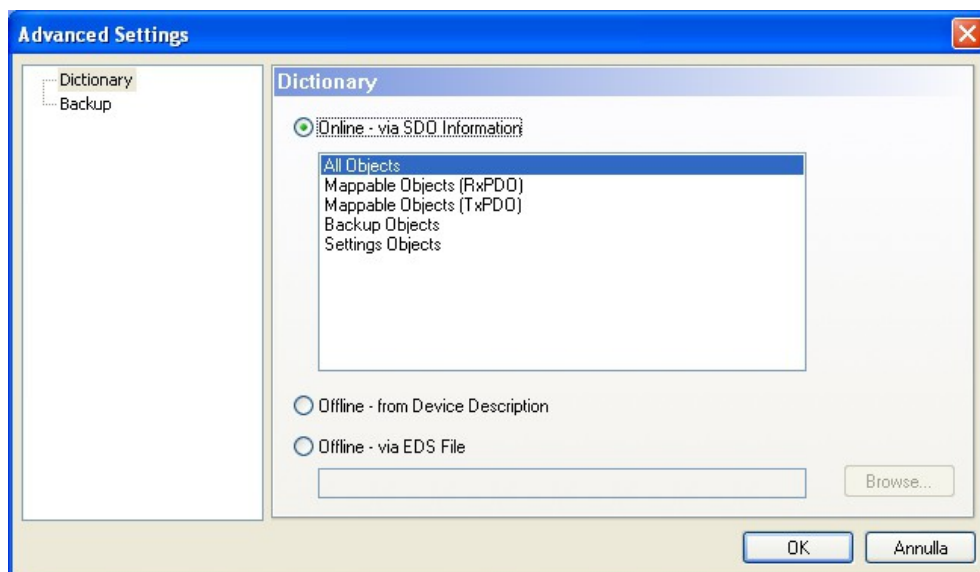 Advanced Settings
Dictionary
Backup
Dictionary
Online - via SDO Information
All Objects
Mappable Objects (RxPDO)
Mappable Objects (TxPDO)
Backup Objects
Settings Objects
Offline - from Device Description
Offline - via EDS File
Browse...
OK
Annulla